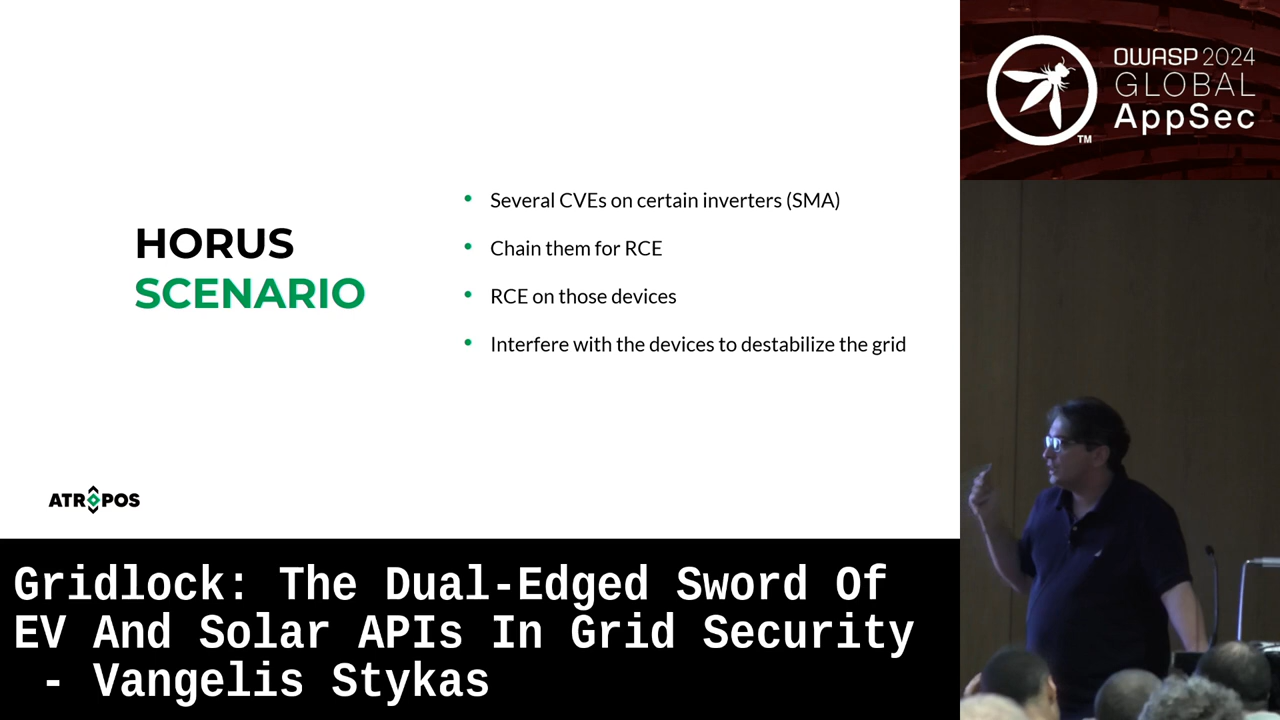 HORUS
SCENARIO
• Several CVEs on certain inverters (SMA)
• Chain them for RCE
• RCE on those devices
• Interfere with the devices to destabilize the grid
ATROPOS
OWASP 2024
GLOBAL
AppSec
TM
Gridlock: The Dual-Edged Sword Of
EV And Solar APIs In Grid Security
- Vangelis Stykas